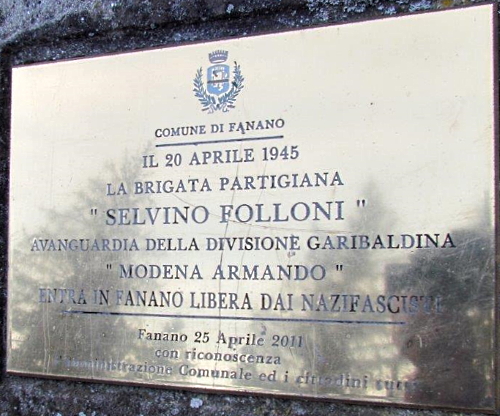 COMUNE DI FANANO
IL 20 APRILE 1945
LA BRIGATA PARTIGIANA
" SELVINO FOLLONI "
AVANGUARDIA DELLA DIVISIONE GARIBALDINA
" MODENA ARMANDO "
ENTRA IN FANANO LIBERA DAI NAZIFASCISTI
Fanano 25 Aprile 2011
con riconoscenza
Amministrazione Comunale ed i cittadini tutti